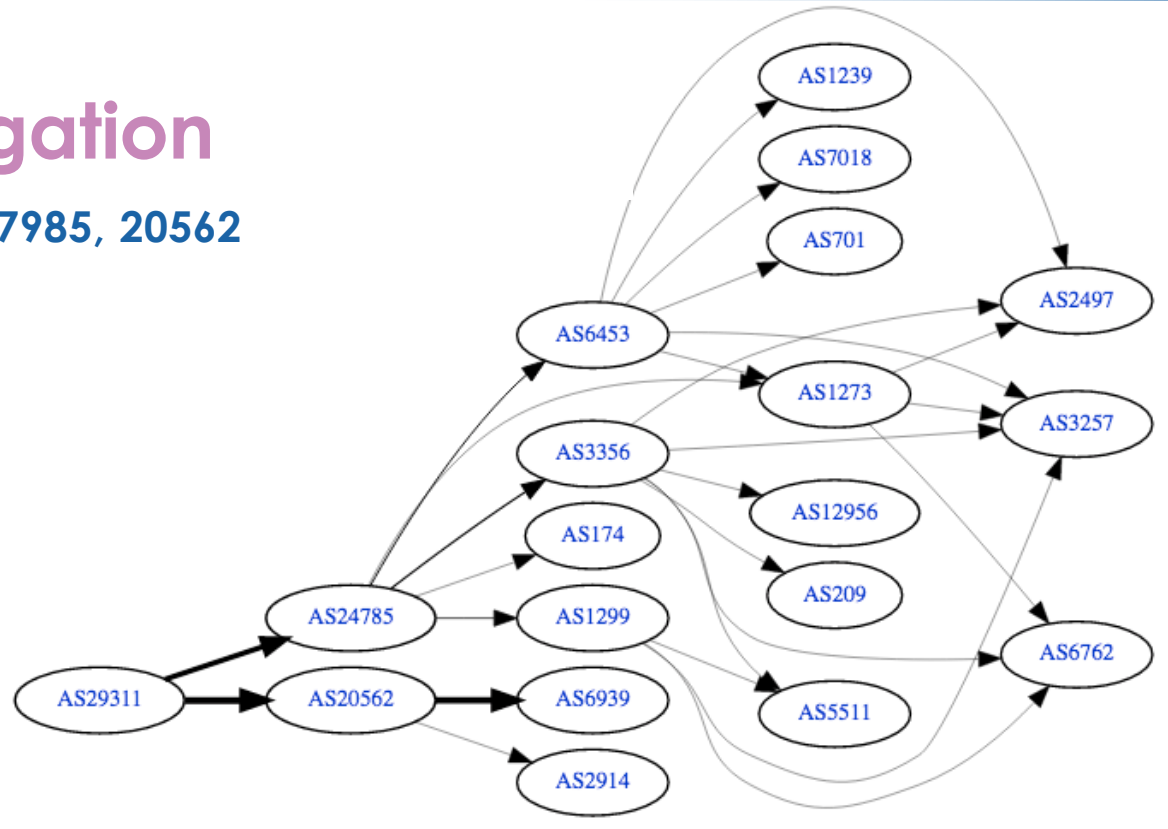 gation
7985, 20562
AS1239
AS7018
AS701
AS2497
AS6453
AS1273
AS3257
AS3356
AS12956
AS174
AS209
AS24785
AS1299
AS6762
AS29311
AS20562
AS6939
AS5511
AS2914